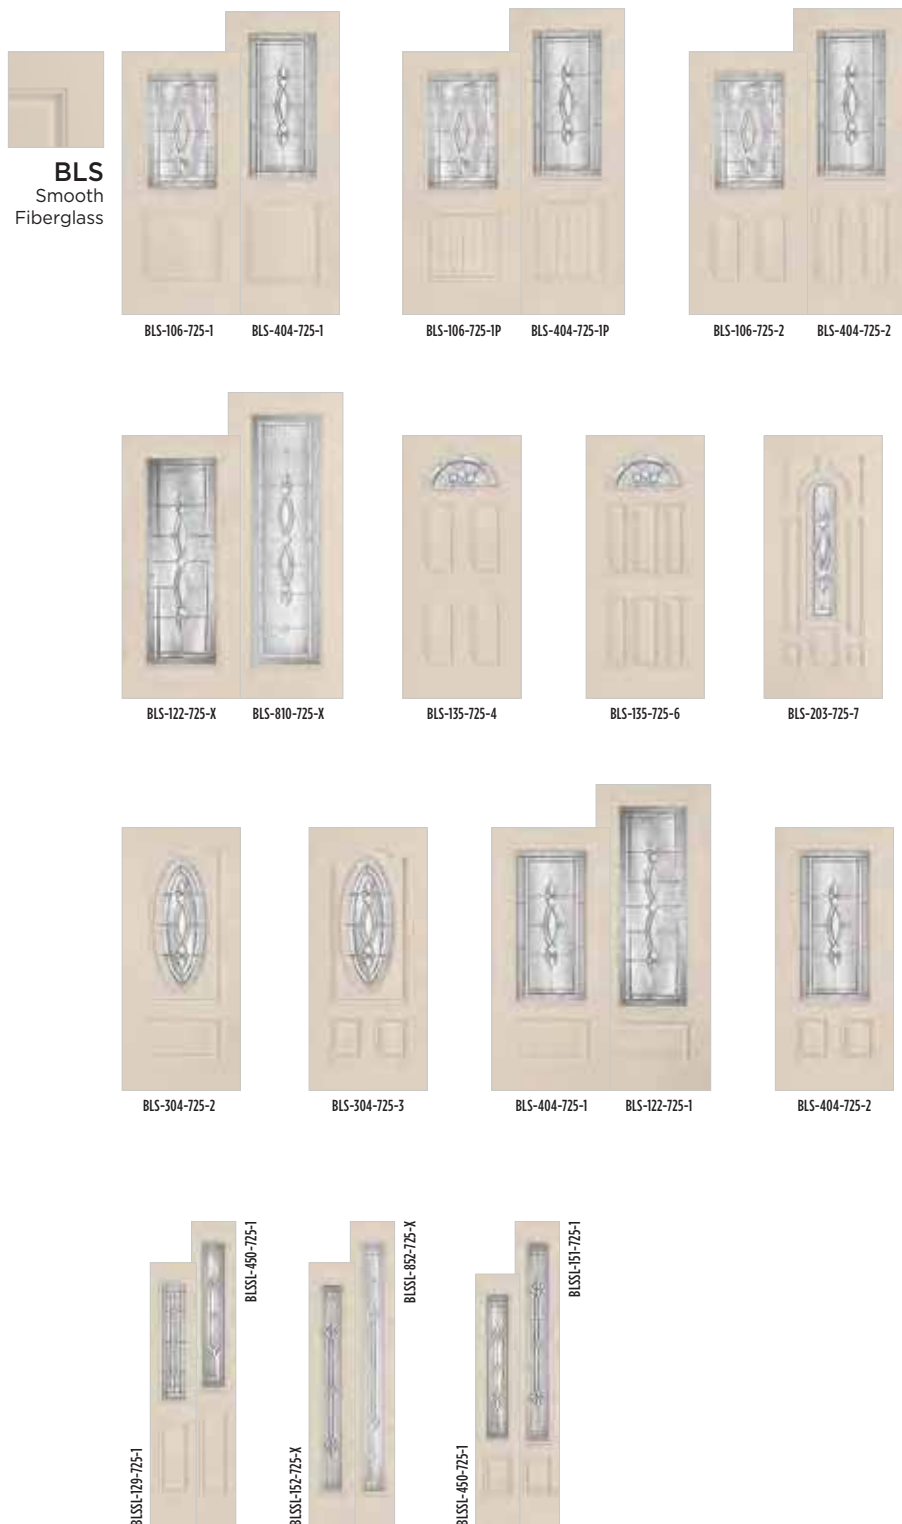 BLS
Smooth
Fiberglass
BLS-106-725-1 BLS-404-725-1 BLS-106-725-1P BLS-404-725-1P BLS-106-725-2 BLS-404-725-2
BLS-122-725-X BLS-810-725-X BLS-135-725-4 BLS-135-725-6 BLS-203-725-7
BLS-304-725-2 BLS-304-725-3 BLS-404-725-1 BLS-122-725-1 BLS-404-725-2
BLSSL-129-725-1
BLSSL-450-725-1
BLSSL-152-725-X
BLSSL-852-725-X
BLSSL-450-725-1
BLSSL-151-725-1